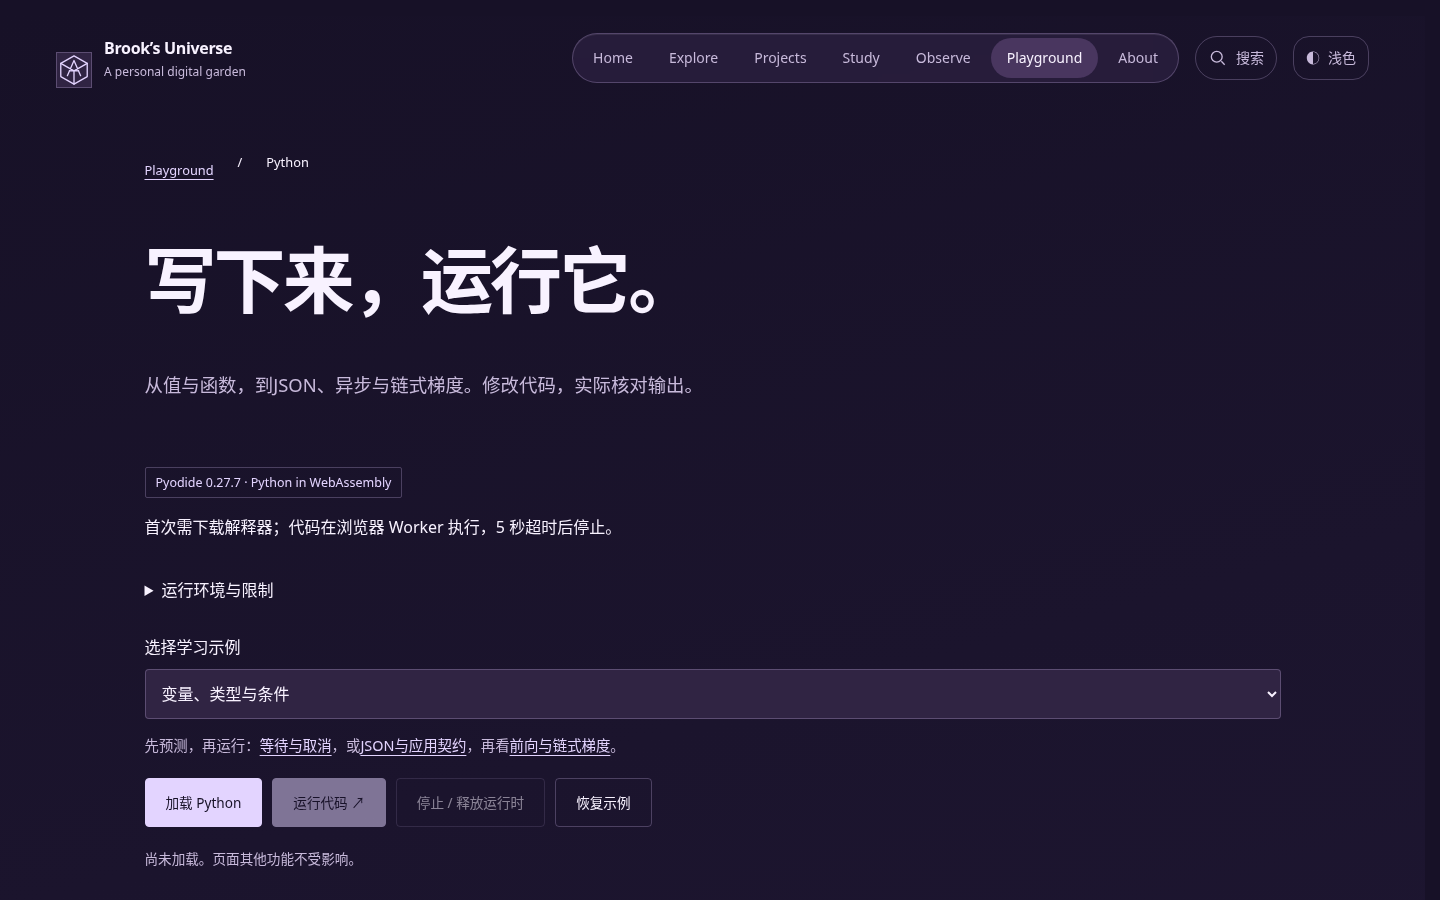 Brook’s Universe
A personal digital garden
Home Explore Projects Study Observe Playground About
搜索
浅色
Playground / Python
写下来，运行它。
从值与函数，到JSON、异步与链式梯度。修改代码，实际核对输出。
Pyodide 0.27.7 · Python in WebAssembly
首次需下载解释器；代码在浏览器 Worker 执行，5 秒超时后停止。
▶ 运行环境与限制
选择学习示例
变量、类型与条件
先预测，再运行：等待与取消，或JSON与应用契约，再看前向与链式梯度。
加载 Python
运行代码 ↗
停止 / 释放运行时
恢复示例
尚未加载。页面其他功能不受影响。